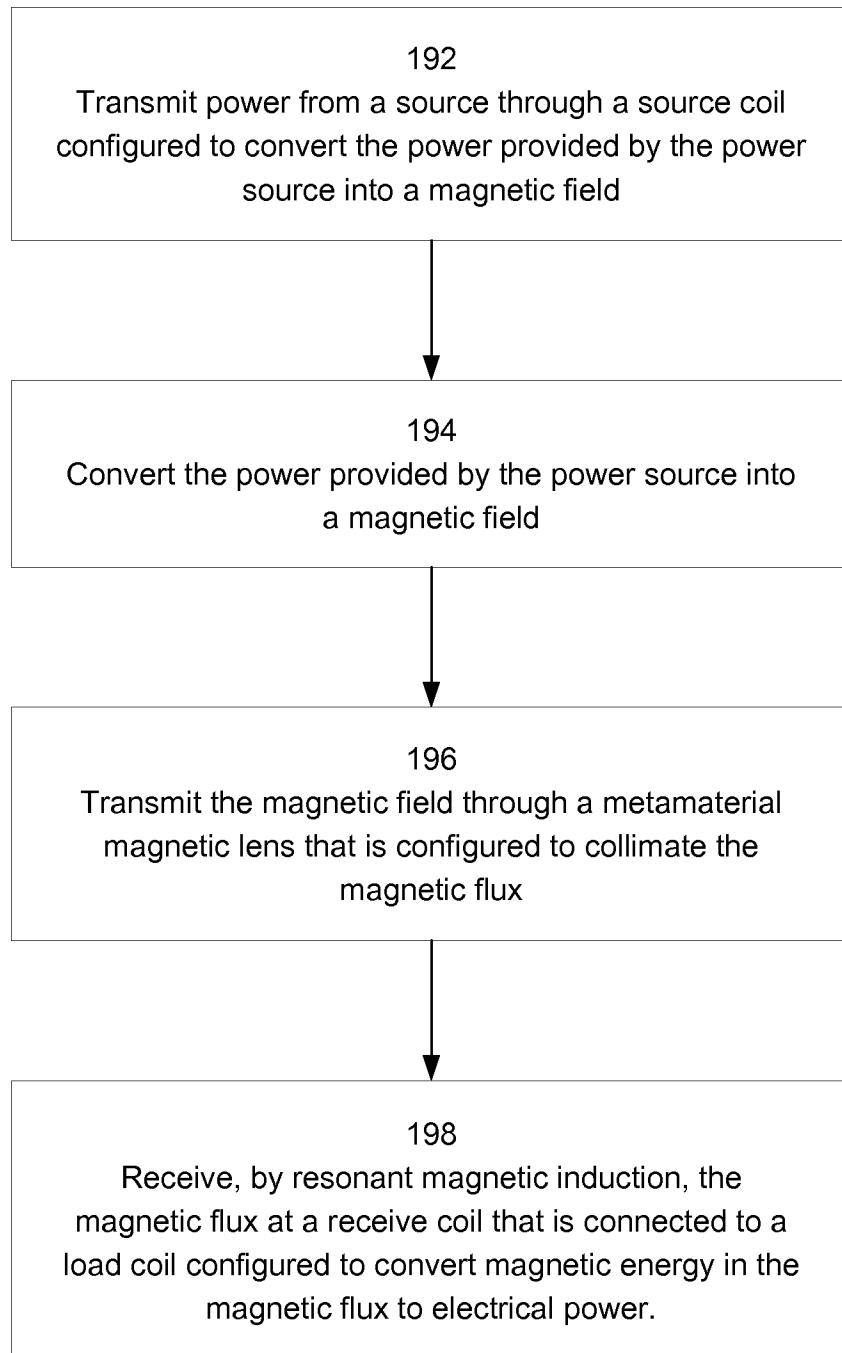 192
Transmit power from a source through a source coil
configured to convert the power provided by the power
source into a magnetic field
194
Convert the power provided by the power source into
a magnetic field
196
Transmit the magnetic field through a metamaterial
magnetic lens that is configured to collimate the
magnetic flux
198
Receive, by resonant magnetic induction, the
magnetic flux at a receive coil that is connected to a
load coil configured to convert magnetic energy in the
magnetic flux to electrical power.